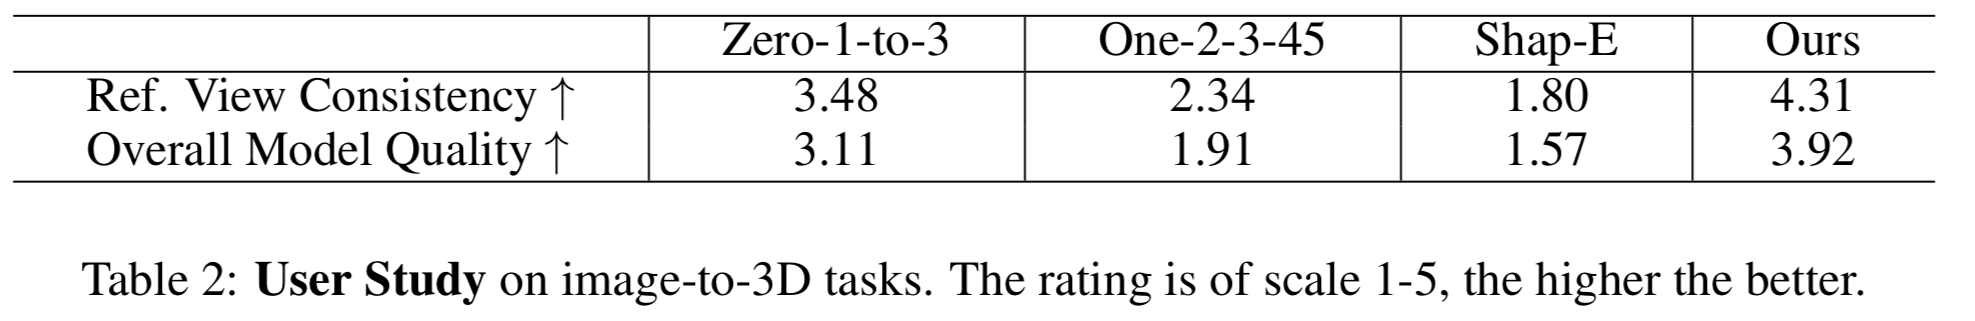 Zero-1-to-3 One-2-3-45 Shap-E Ours
Ref. View Consistency ↑ 3.48 2.34 1.80 4.31
Overall Model Quality ↑ 3.11 1.91 1.57 3.92
Table 2: User Study on image-to-3D tasks. The rating is of scale 1-5, the higher the better.